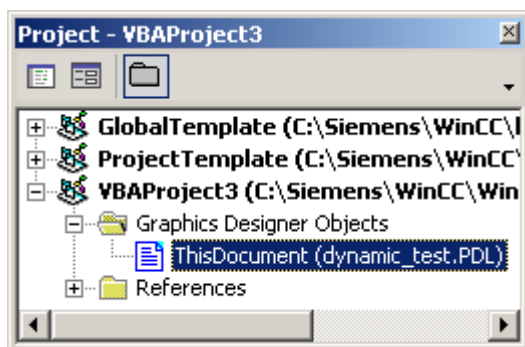 Project - VBAProject3
GlobalTemplate (C:\Siemens\WinCC\
ProjectTemplate (C:\Siemens\WinCC\
VBAProject3 (C:\Siemens\WinCC\Win
Graphics Designer Objects
ThisDocument (dynamic_test.PDL)
References